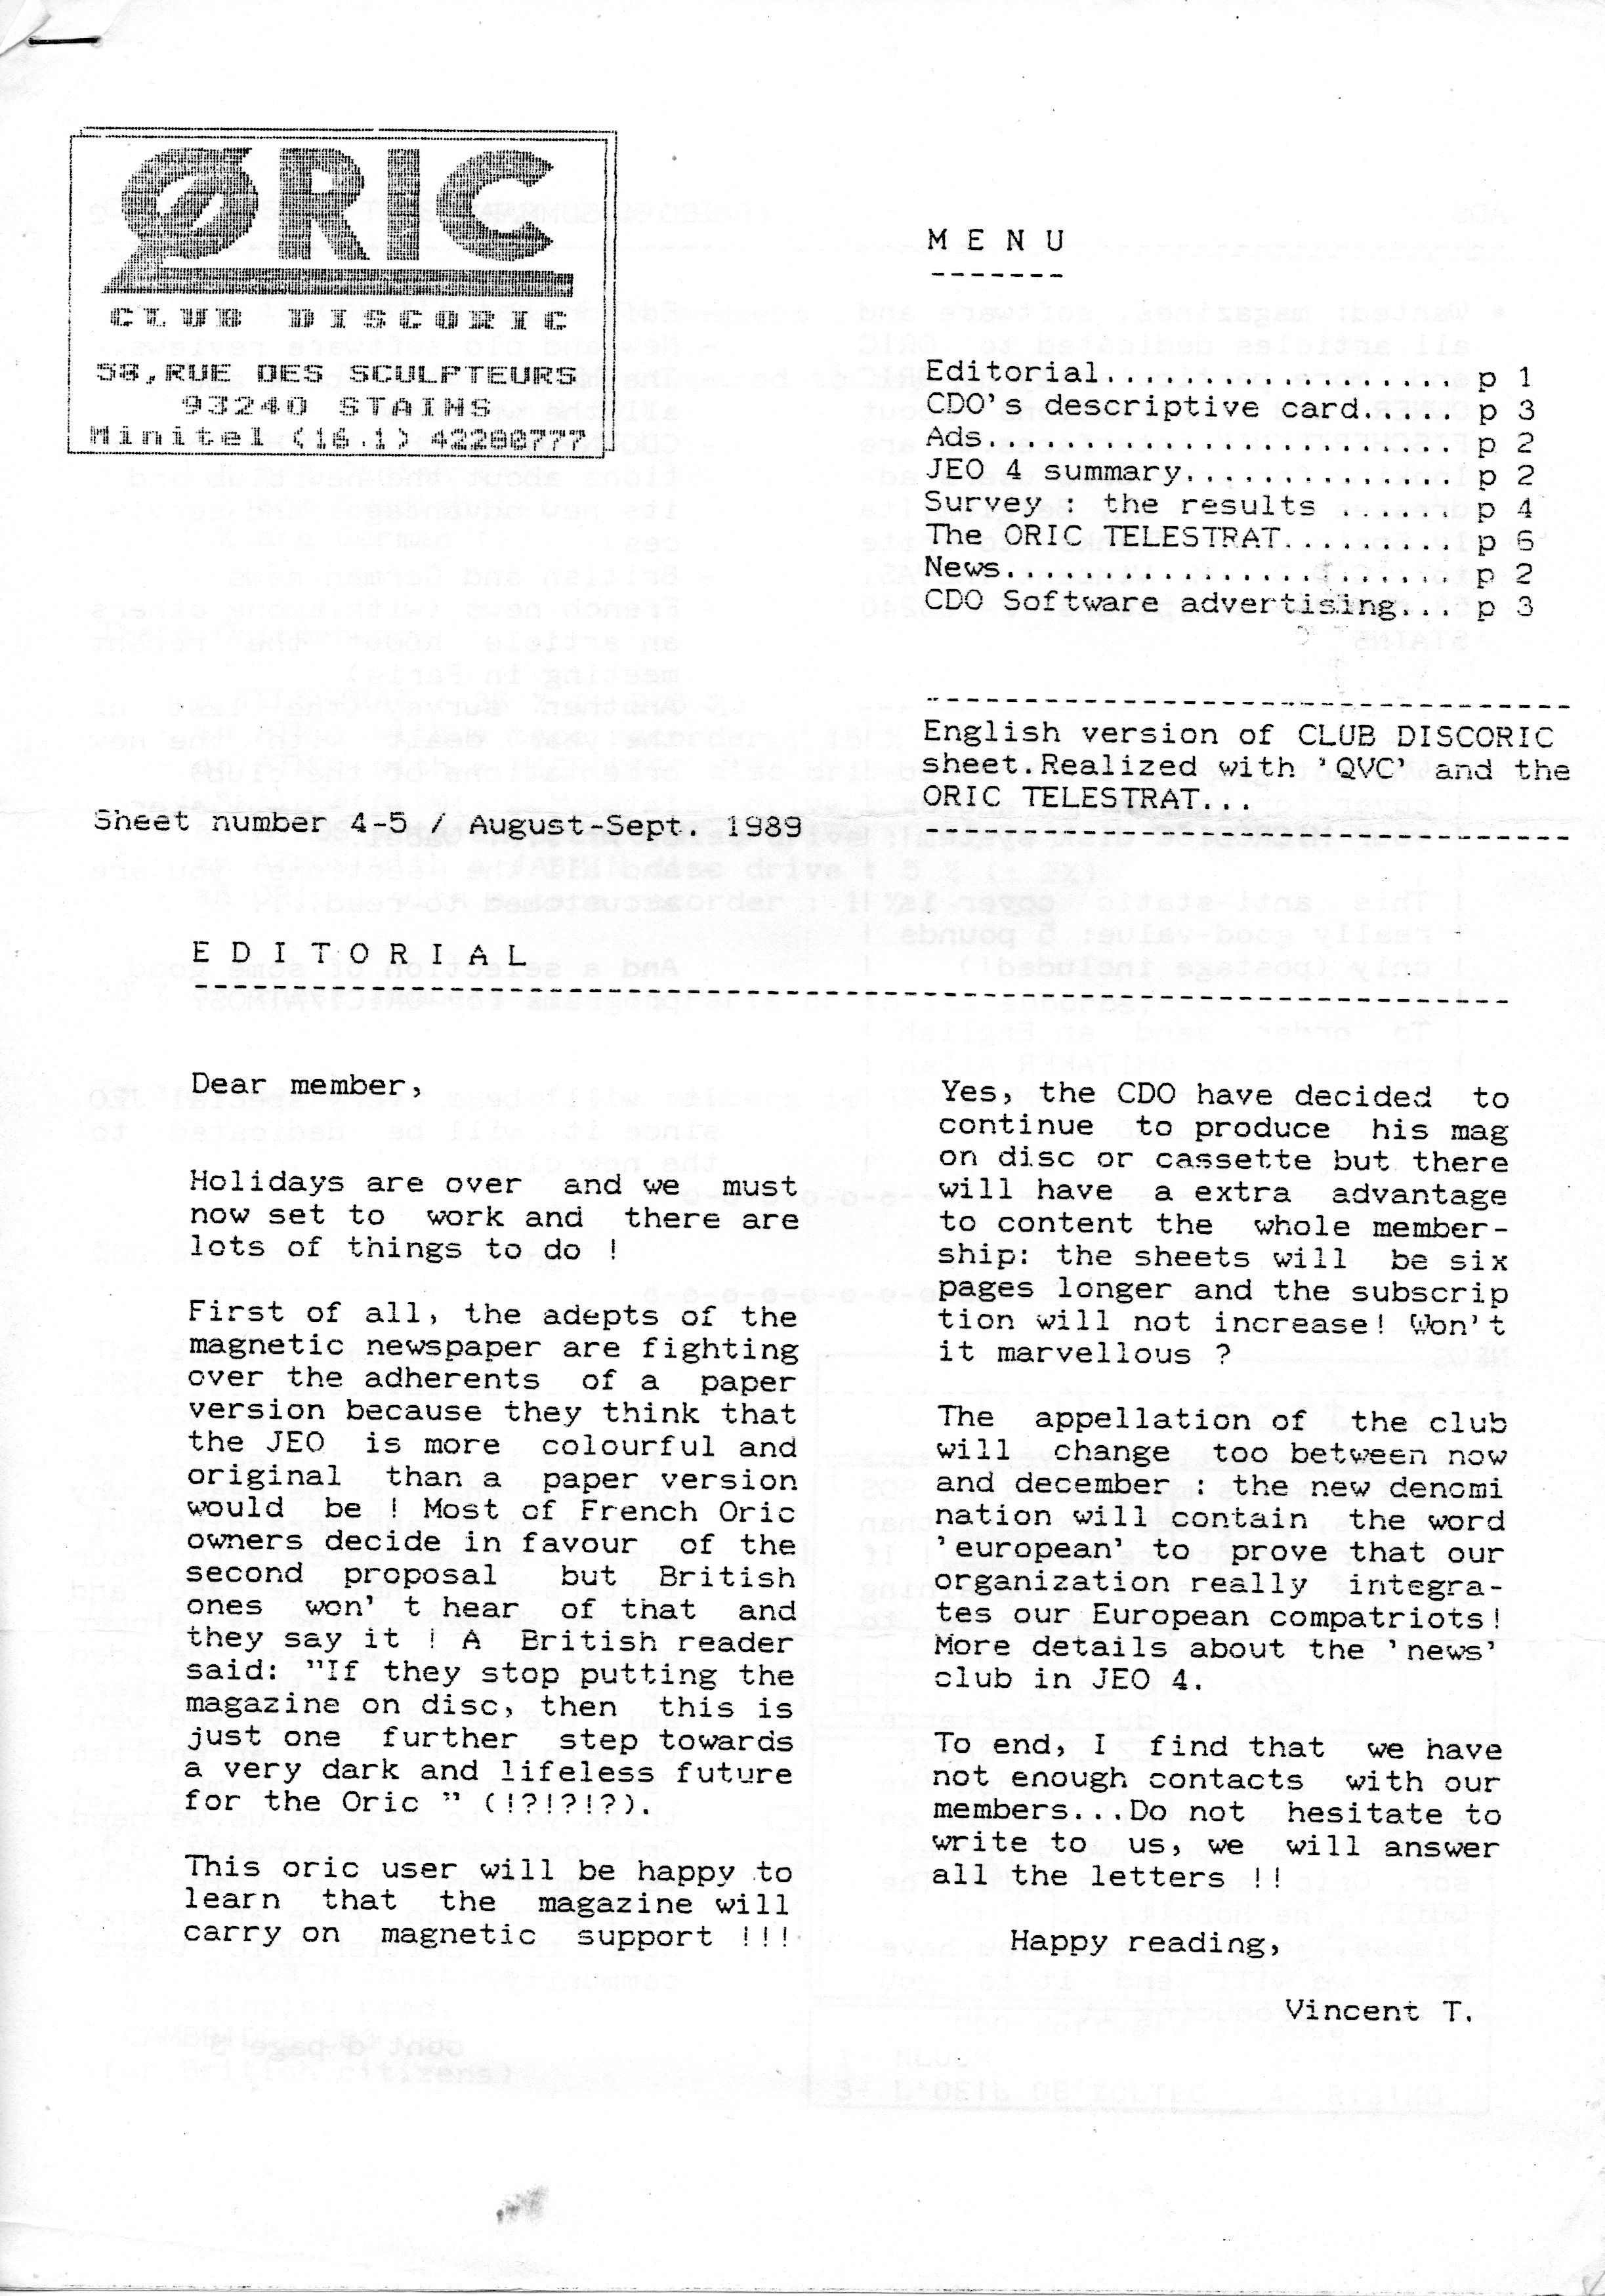 ORIC
CLUB DISCORIC
58,RUE DES SCULPTEURS
93240 STAINS
Minitel (16.1) 42280777
M E N U
-------
Editorial.................. p 1
CDO's descriptive card..... p 3
Ads........................ p 2
JEO 4 summary.............. p 2
Survey : the results ...... p 4
The ORIC TELESTRAT......... p 6
News....................... p 2
CDO Software advertising... p 3
---------------------------------
English version of CLUB DISCORIC
sheet.Realized with 'QVC' and the
ORIC TELESTRAT...
---------------------------------
Sheet number 4-5 / August-Sept. 1989
E D I T O R I A L
-------------------------------------------------------------------
Dear member,
Holidays are over and we must
now set to work and there are
lots of things to do !
First of all, the adepts of the
magnetic newspaper are fighting
over the adherents of a paper
version because they think that
the JEO is more colourful and
original than a paper version
would be ! Most of French Oric
owners decide in favour of the
second proposal but British
ones won' t hear of that and
they say it ! A British reader
said: "If they stop putting the
magazine on disc, then this is
just one further step towards
a very dark and lifeless future
for the Oric " (!?!?!?).
This oric user will be happy to
learn that the magazine will
carry on magnetic support !!!
Yes, the CDO have decided to
continue to produce his mag
on disc or cassette but there
will have a extra advantage
to content the whole member-
ship: the sheets will be six
pages longer and the subscrip
tion will not increase! Won't
it marvellous ?
The appellation of the club
will change too between now
and december : the new denomi
nation will contain the word
'european' to prove that our
organization really integra-
tes our European compatriots!
More details about the 'news'
club in JEO 4.
To end, I find that we have
not enough contacts with our
members...Do not hesitate to
write to us, we will answer
all the letters !!
Happy reading,
Vincent T.